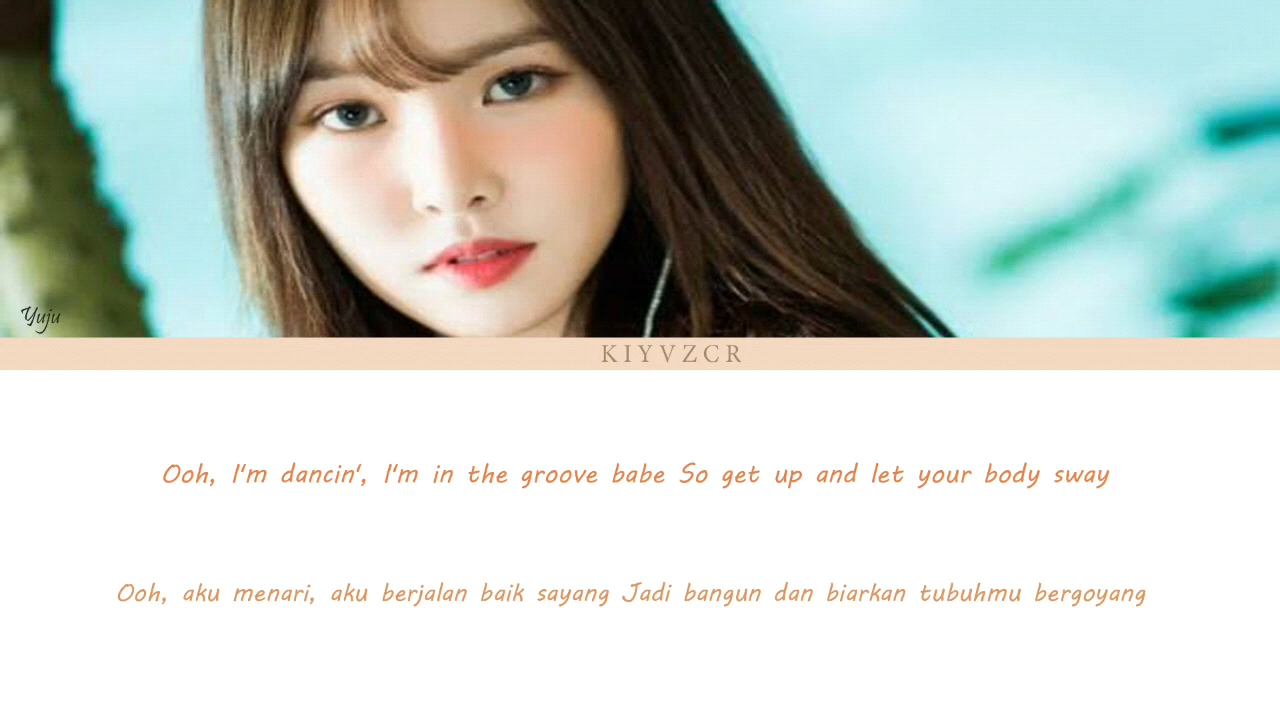 Yuju
KIYVZCR
Ooh, I'm dancin', I'm in the groove babe So get up and let your body sway
Ooh, aku menari, aku berjalan baik sayang Jadi bangun dan biarkan tubuhmu bergoyang